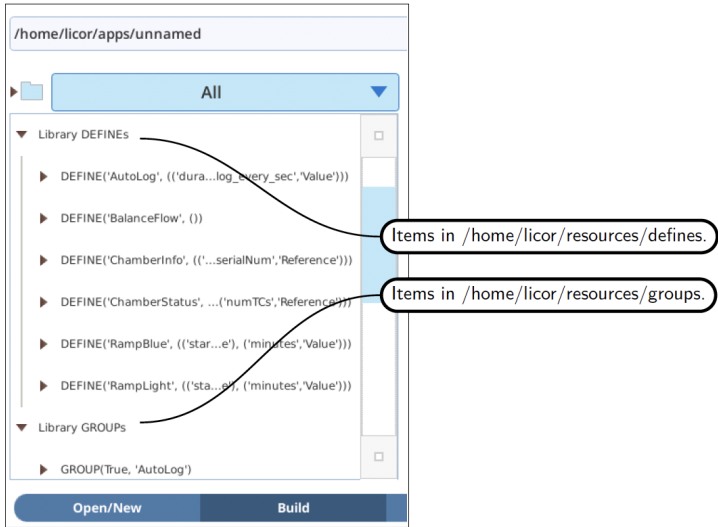 /home/licor/apps/unnamed
All
Library DEFINEs
DEFINE('AutoLog', (('dura...log_every_sec','Value')))
DEFINE('BalanceFlow', ())
Items in /home/licor/resources/defines.
DEFINE('ChamberInfo', (('...serialNum','Reference')))
Items in /home/licor/resources/groups.
DEFINE('ChamberStatus', ...('numTCs','Reference')))
DEFINE('RampBlue', (('star...e'), ('minutes','Value')))
DEFINE('RampLight', (('sta...e'), ('minutes','Value')))
Library GROUPs
GROUP(True, 'AutoLog')
Open/New Build